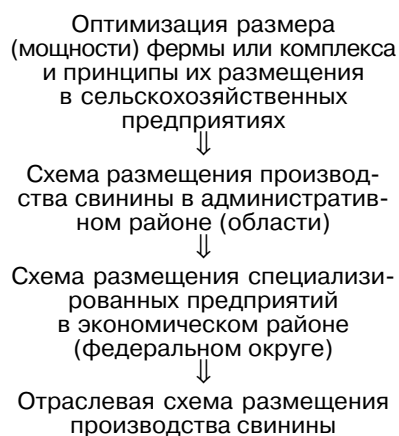 Оптимизация размера
(мощности) фермы или комплекса
и принципы их размещения
в сельскохозяйственных
предприятиях
⇓
Схема размещения производ-
ства свинины в административ-
ном районе (области)
⇓
Схема размещения специализи-
рованных предприятий
в экономическом районе
(федеральном округе)
⇓
Отраслевая схема размещения
производства свинины